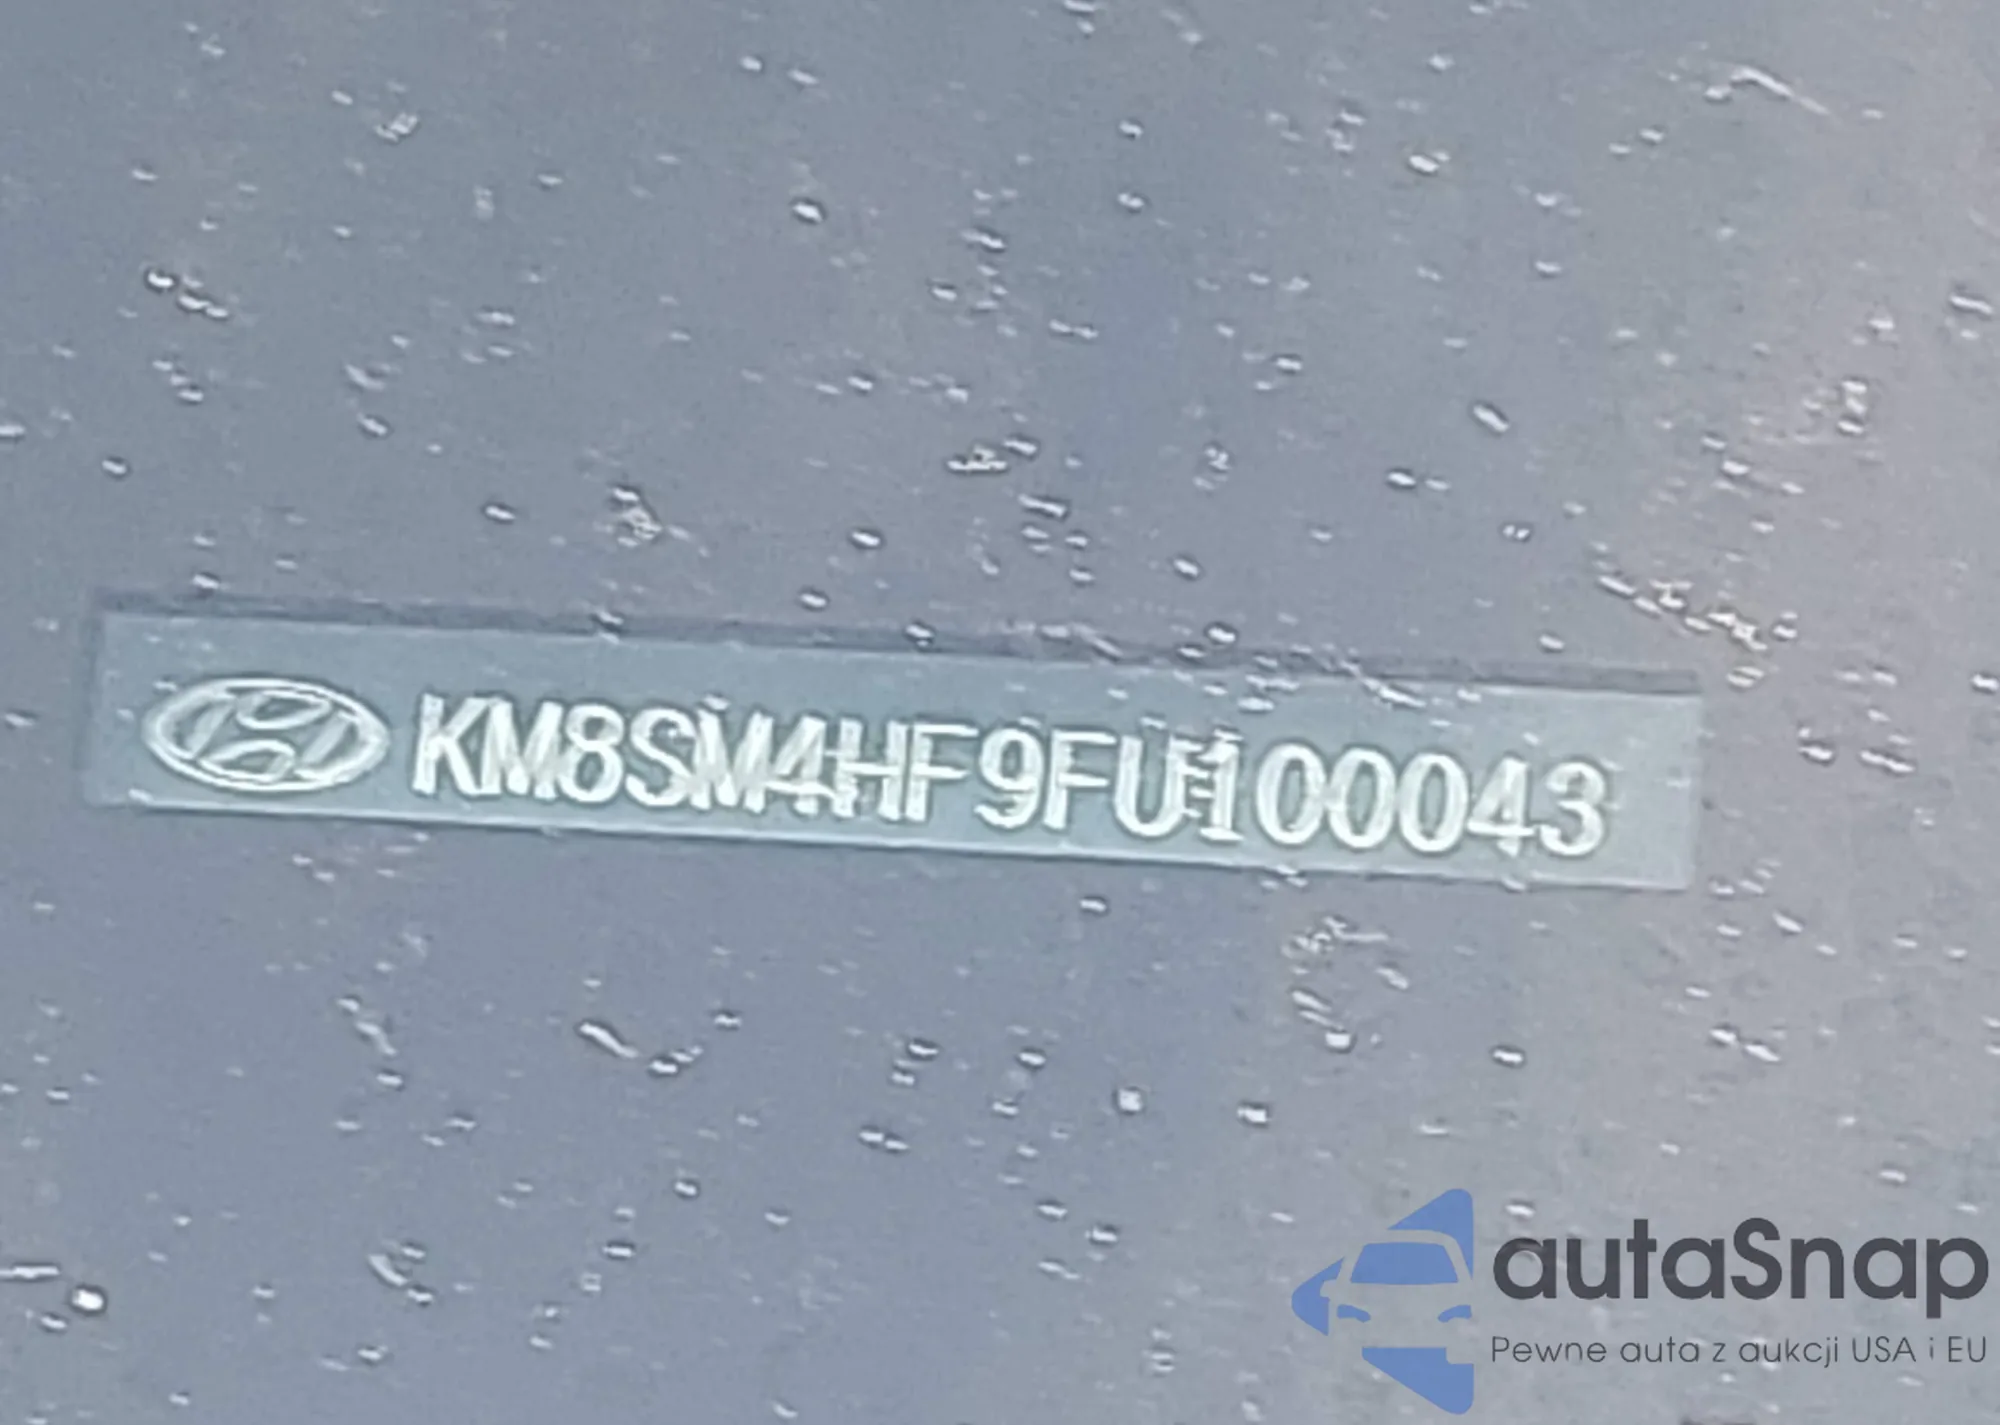 KM8SM4HF9FU100043
autaSnap
Pewne auta z aukcji USA i EU